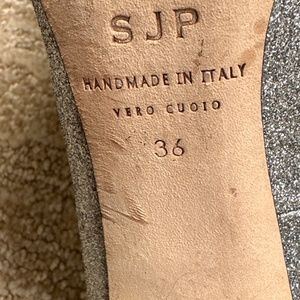 SJP
HANDMADE IN ITALY
VERO CUOIO
36